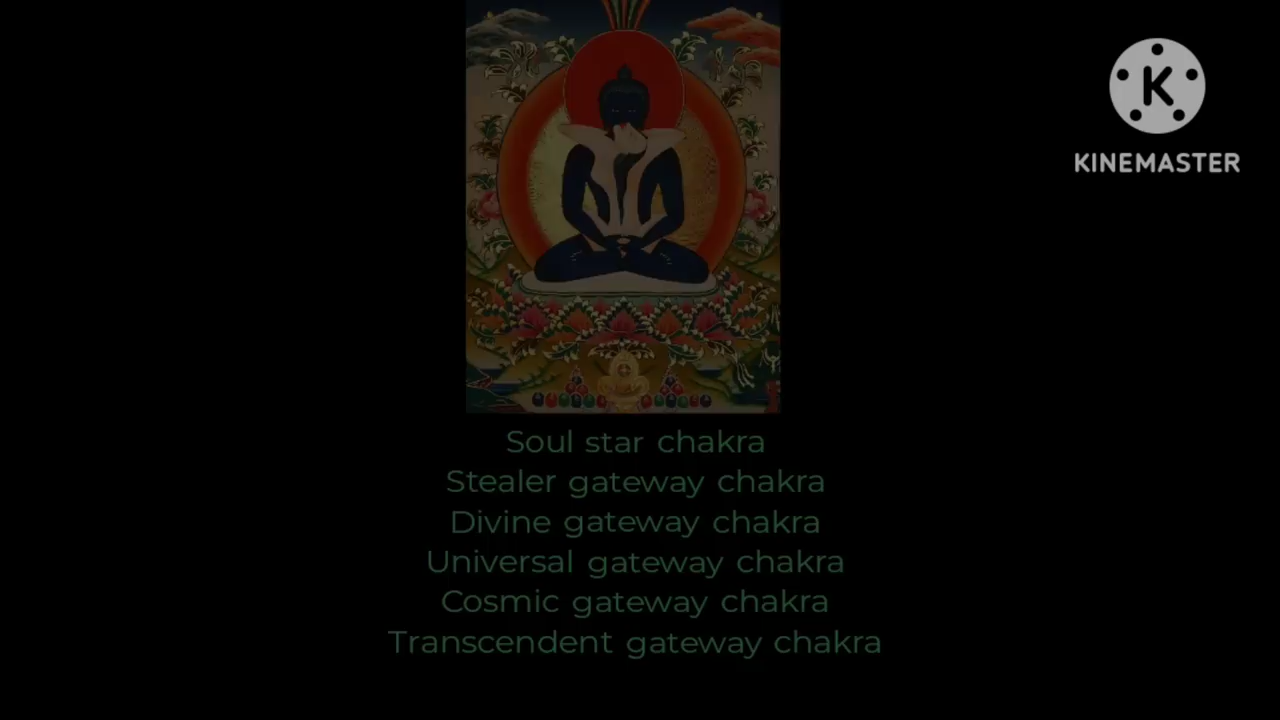 K
KINEMASTER
Soul star chakra
Stealer gateway chakra
Divine gateway chakra
Universal gateway chakra
Cosmic gateway chakra
Transcendent gateway chakra